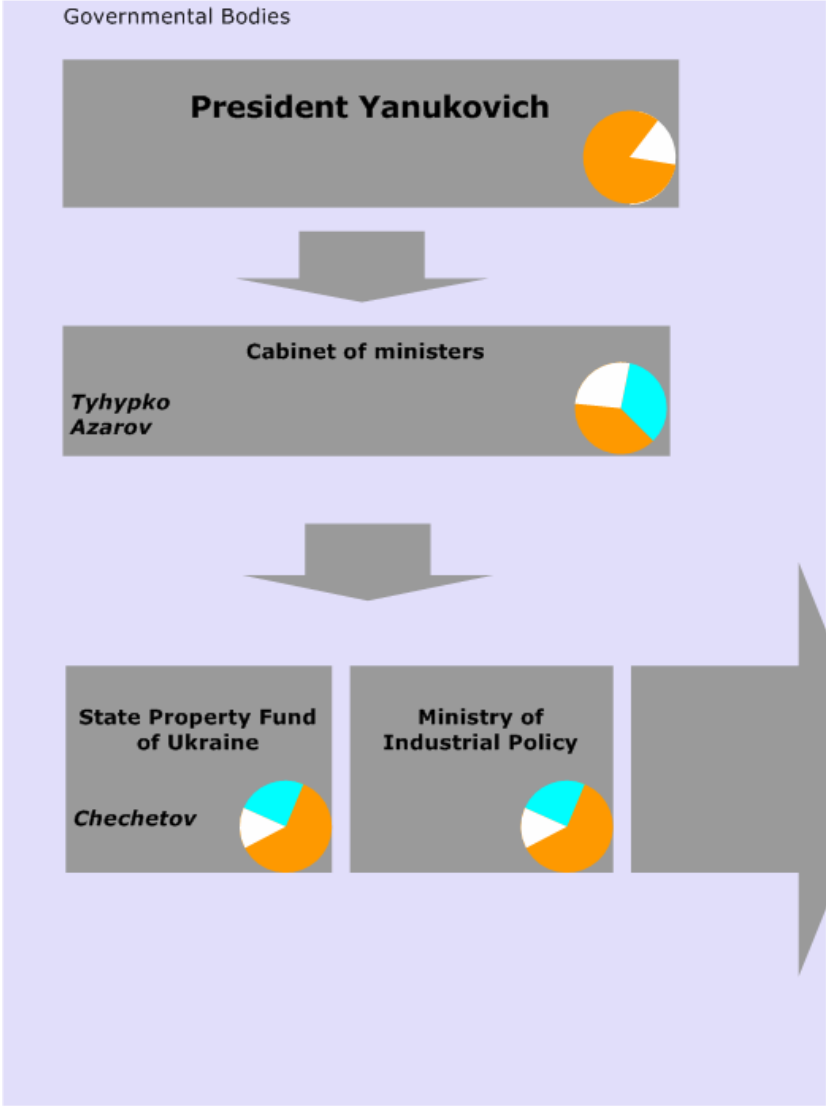 Governmental Bodies
President Yanukovich
Cabinet of ministers
Tyhypko
Azarov
State Property Fund
of Ukraine
Chechetov
Ministry of
Industrial Policy